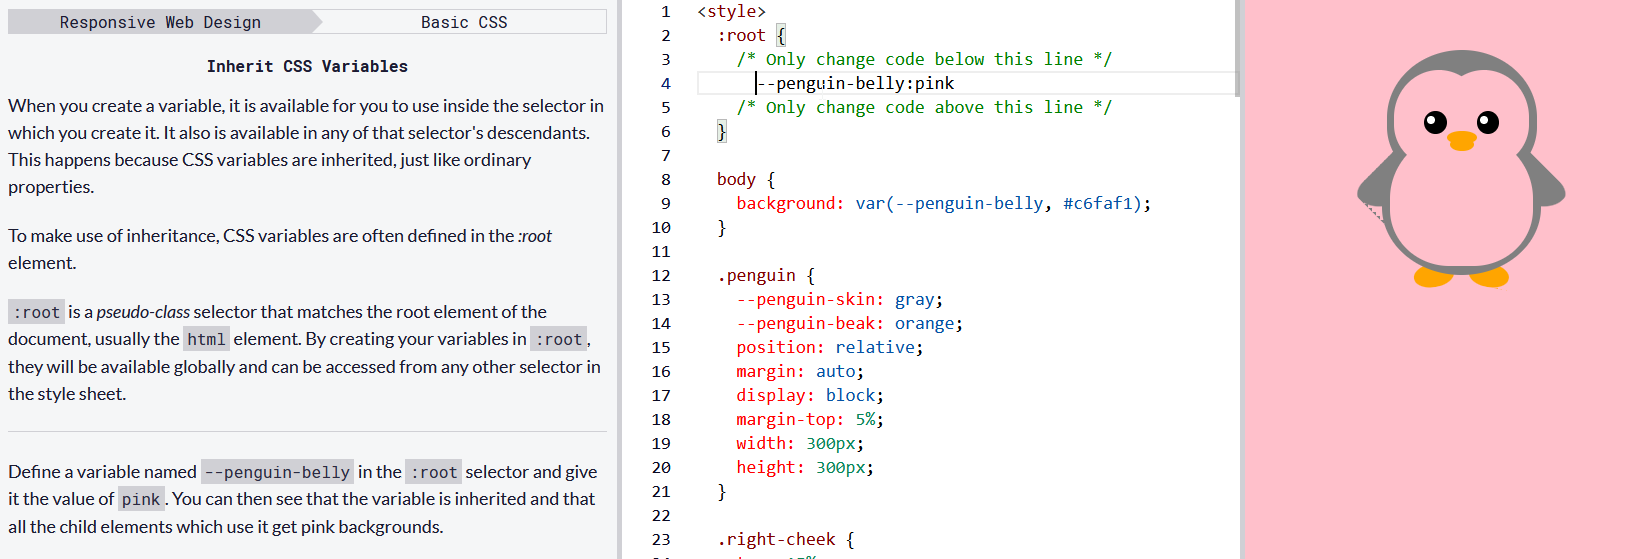 Responsive Web Design
Basic CSS
Inherit CSS Variables
When you create a variable, it is available for you to use inside the selector in
which you create it. It also is available in any of that selector's descendants.
This happens because CSS variables are inherited, just like ordinary
properties.
To make use of inheritance, CSS variables are often defined in the :root
element.
:root is a pseudo-class selector that matches the root element of the
document, usually the html element. By creating your variables in :root,
they will be available globally and can be accessed from any other selector in
the style sheet.
Define a variable named --penguin-belly in the :root selector and give
it the value of pink. You can then see that the variable is inherited and that
all the child elements which use it get pink backgrounds.
1 <style>
2 :root {
3 /* Only change code below this line */
4 --penguin-belly:pink
5 /* Only change code above this line */
6 }
7
8 body {
9 background: var(--penguin-belly, #c6faf1);
10 }
11
12 .penguin {
13 --penguin-skin: gray;
14 --penguin-beak: orange;
15 position: relative;
16 margin: auto;
17 display: block;
18 margin-top: 5%;
19 width: 300px;
20 height: 300px;
21 }
22
23 .right-cheek {